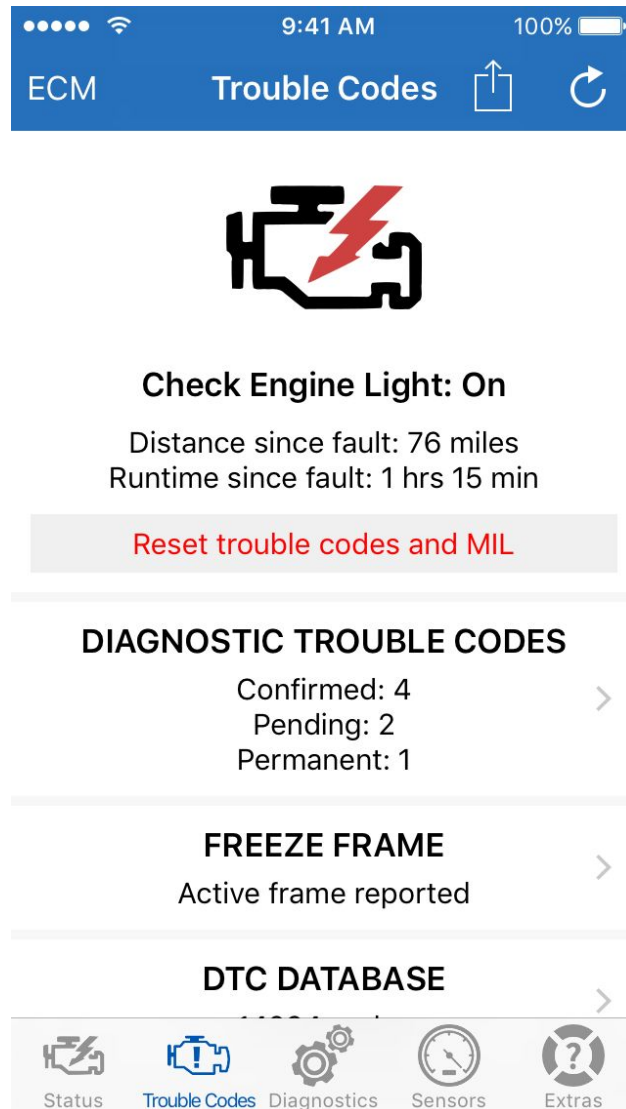 9:41 AM
100%
ECM
Trouble Codes
Check Engine Light: On
Distance since fault: 76 miles
Runtime since fault: 1 hrs 15 min
Reset trouble codes and MIL
DIAGNOSTIC TROUBLE CODES
Confirmed: 4
Pending: 2
Permanent: 1
FREEZE FRAME
Active frame reported
DTC DATABASE
Status
Trouble Codes
Diagnostics
Sensors
Extras